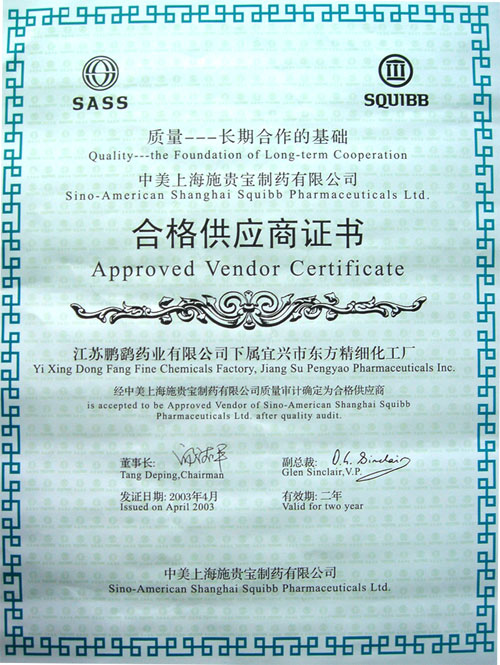 SASS
SQUIBB
质量---长期合作的基础
Quality---the Foundation of Long-term Cooperation
中美上海施贵宝制药有限公司
Sino-American Shanghai Squibb Pharmaceuticals Ltd.
合格供应商证书
Approved Vendor Certificate
江苏鹏鹞药业有限公司下属宜兴市东方精细化工厂
Yi Xing Dong Fang Fine Chemicals Factory, Jiang Su Pengyao Pharmaceuticals Inc.
经中美上海施贵宝制药有限公司质量审计确定为合格供应商
is accepted to be Approved Vendor of Sino-American Shanghai Squibb
Pharmaceuticals Ltd. after quality audit.
董事长:
副总裁: O.G. Sinclair
Tang Deping,Chairman
Glen Sinclair,V.P.
发证日期: 2003年4月
有效期: 二年
Issued on April 2003
Valid for two year
中美上海施贵宝制药有限公司
Sino-American Shanghai Squibb Pharmaceuticals Ltd.